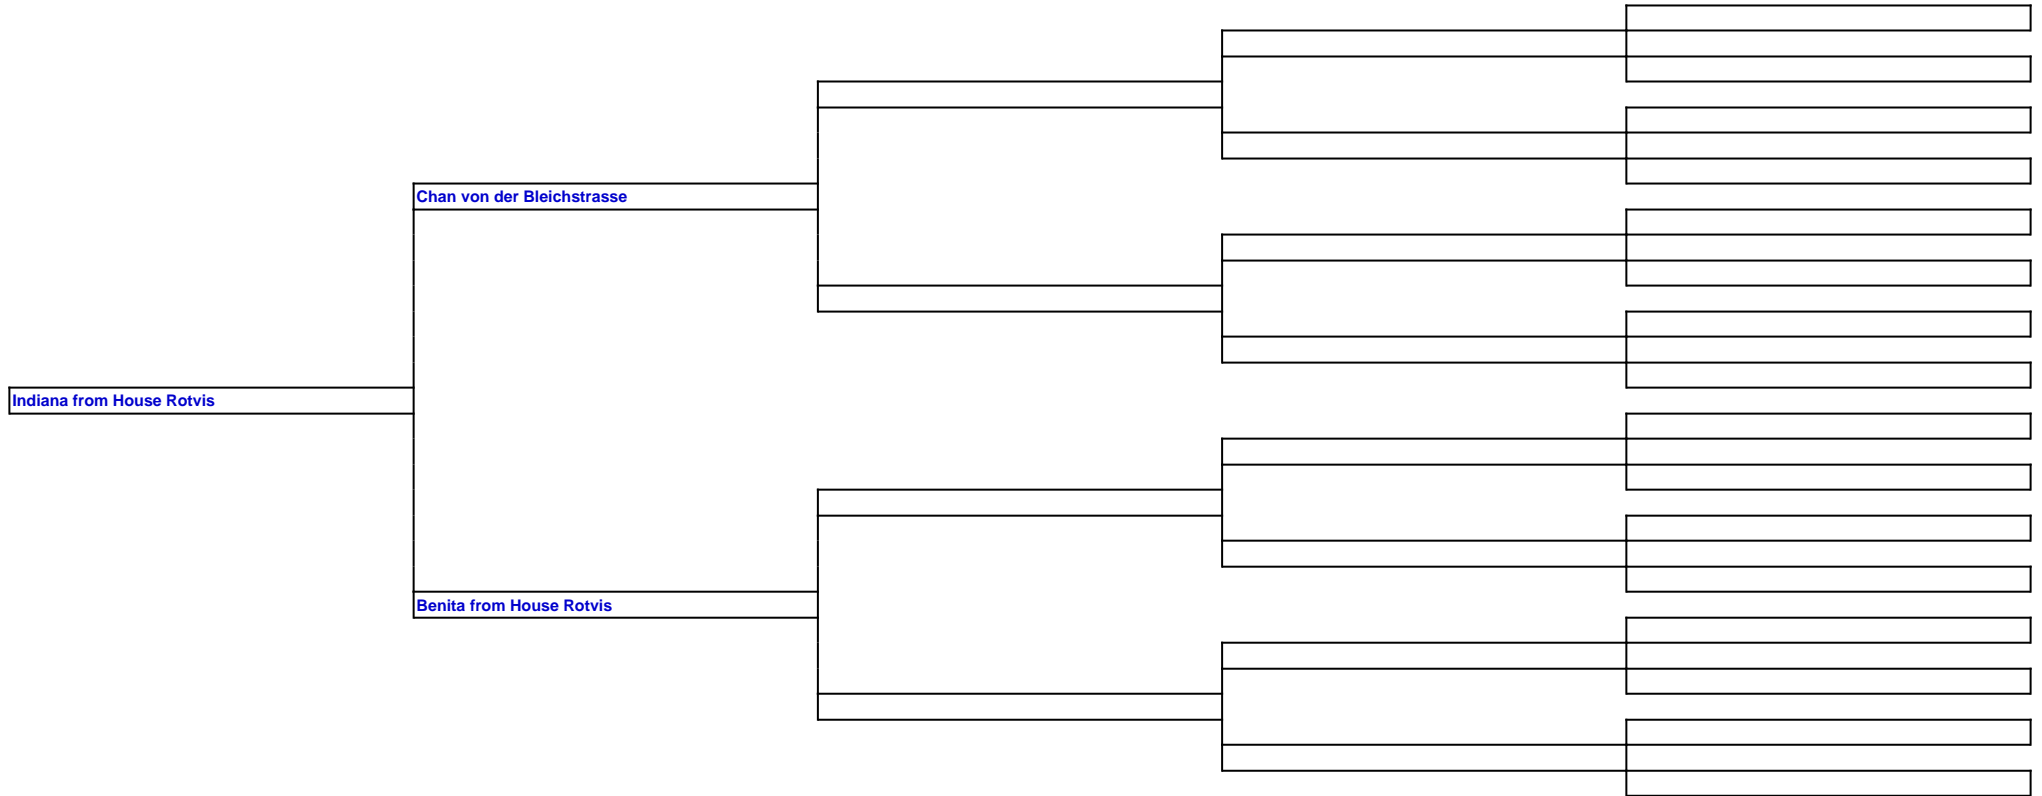 Chan von der Bleichstrasse
Indiana from House Rotvis
Benita from House Rotvis